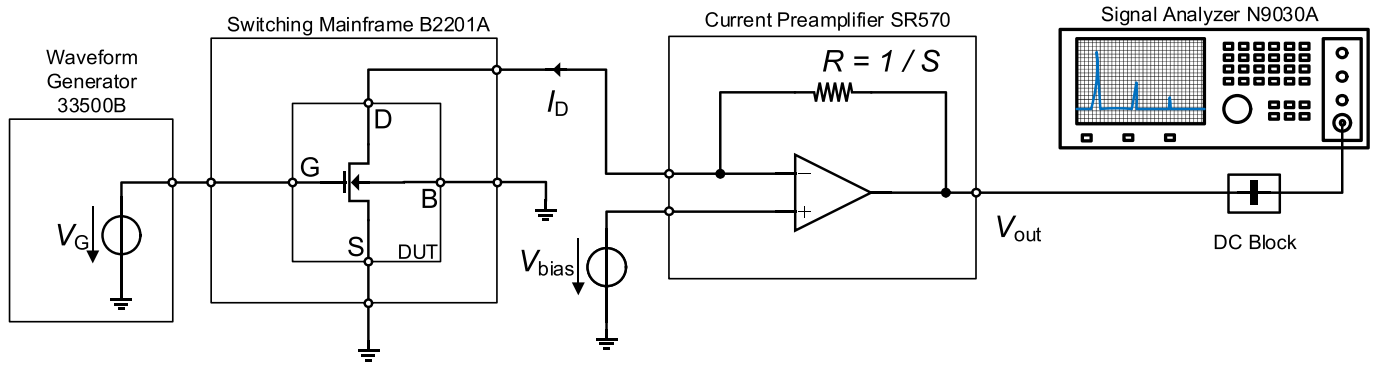 Waveform
Generator
33500B
V_G
Switching Mainframe B2201A
D
G
B
S
DUT
I_D
V_bias
Current Preamplifier SR570
R = 1 / S
−
+
V_out
DC Block
Signal Analyzer N9030A